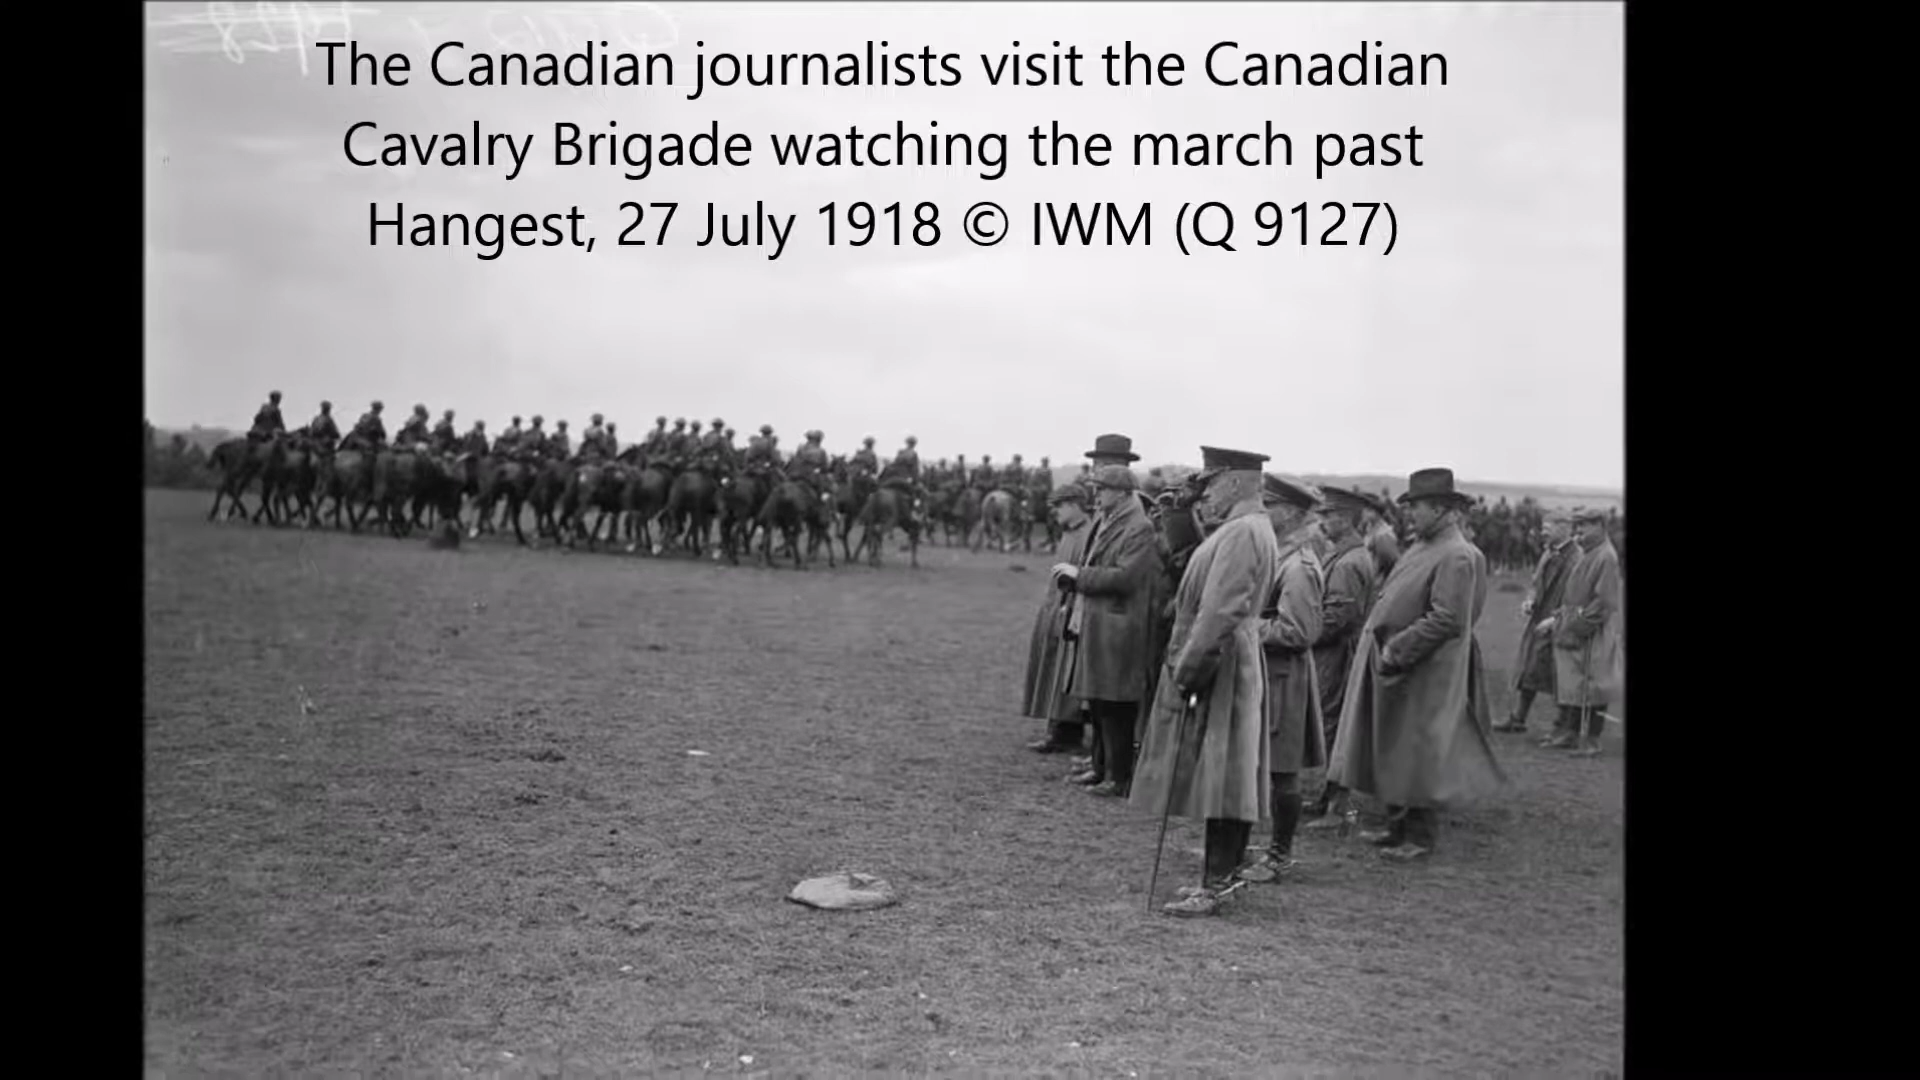 The Canadian journalists visit the Canadian
Cavalry Brigade watching the march past
Hangest, 27 July 1918 © IWM (Q 9127)